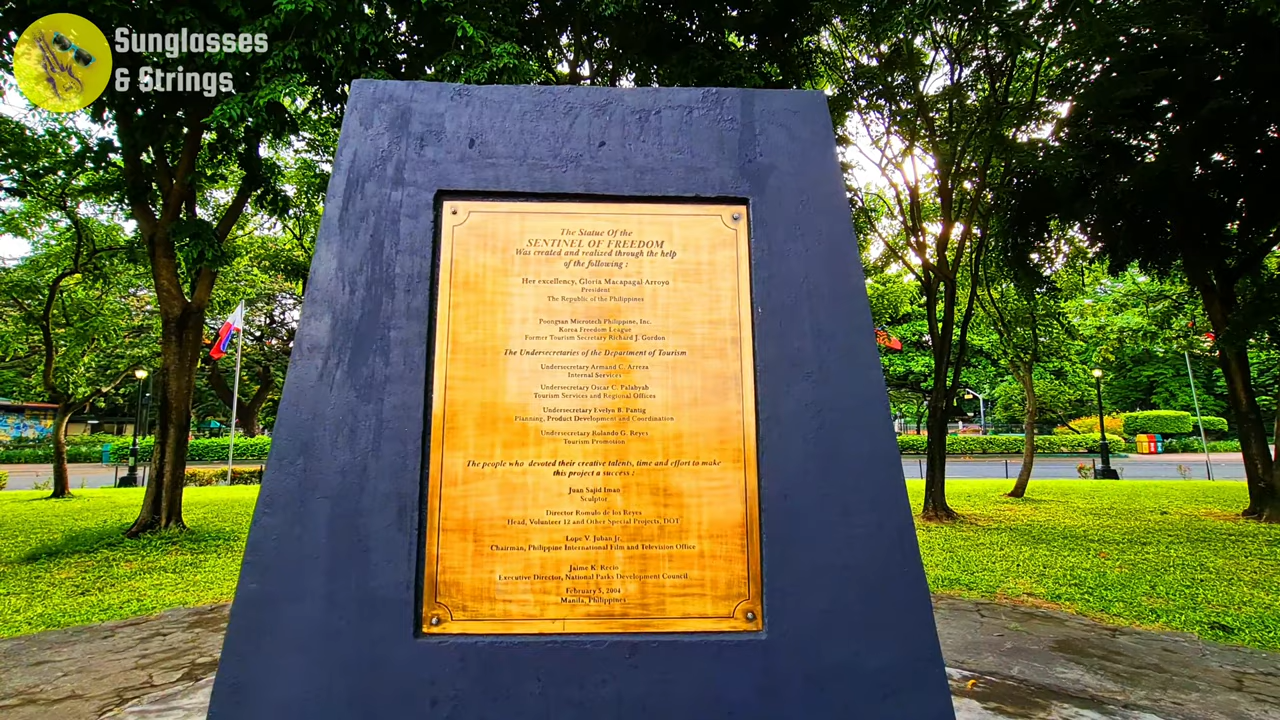 Sunglasses
& Strings
The Statue Of the
SENTINEL OF FREEDOM
Was created and realized through the help
of the following :
Her excellency, Gloria Macapagal Arroyo
President
The Republic of the Philippines
Poongsan Microtech Philippine, Inc.
Korea Freedom League
Former Tourism Secretary Richard J. Gordon
The Undersecretaries of the Department of Tourism
Undersecretary Armand C. Arreza
Internal Services
Undersecretary Oscar C. Palabyab
Tourism Services and Regional Offices
Undersecretary Evelyn B. Pantig
Planning, Product Development and Coordination
Undersecretary Rolando G. Reyes
Tourism Promotion
The people who devoted their creative talents, time and effort to make
this project a success :
Juan Sajid Iman
Sculptor
Director Romulo de los Reyes
Head, Volunteer 12 and Other Special Projects, DOT
Lope V. Juban Jr.
Chairman, Philippine International Film and Television Office
Jaime K. Recio
Executive Director, National Parks Development Council
February 5, 2004
Manila, Philippines